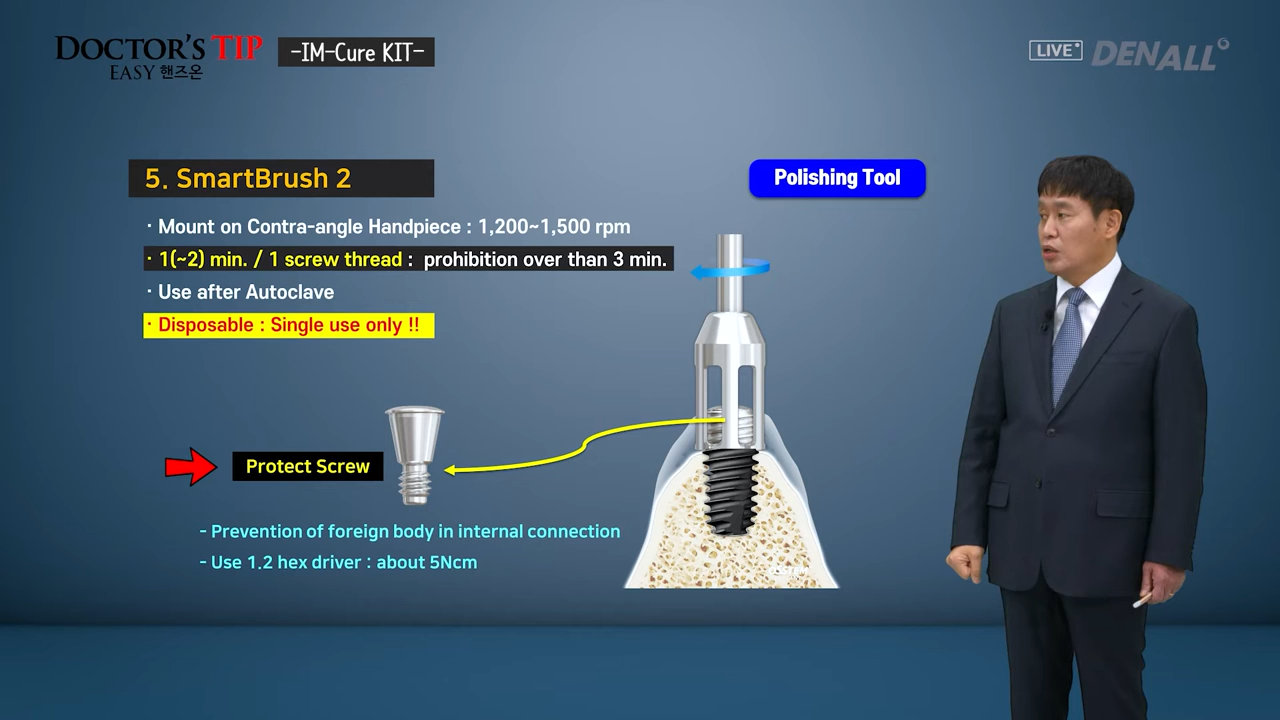 DOCTOR'S TIP
EASY 핸즈온
-IM-Cure KIT-
LIVE
DENALL
5. SmartBrush 2
Polishing Tool
· Mount on Contra-angle Handpiece : 1,200~1,500 rpm
· 1(~2) min. / 1 screw thread : prohibition over than 3 min.
· Use after Autoclave
· Disposable : Single use only !!
Protect Screw
- Prevention of foreign body in internal connection
- Use 1.2 hex driver : about 5Ncm